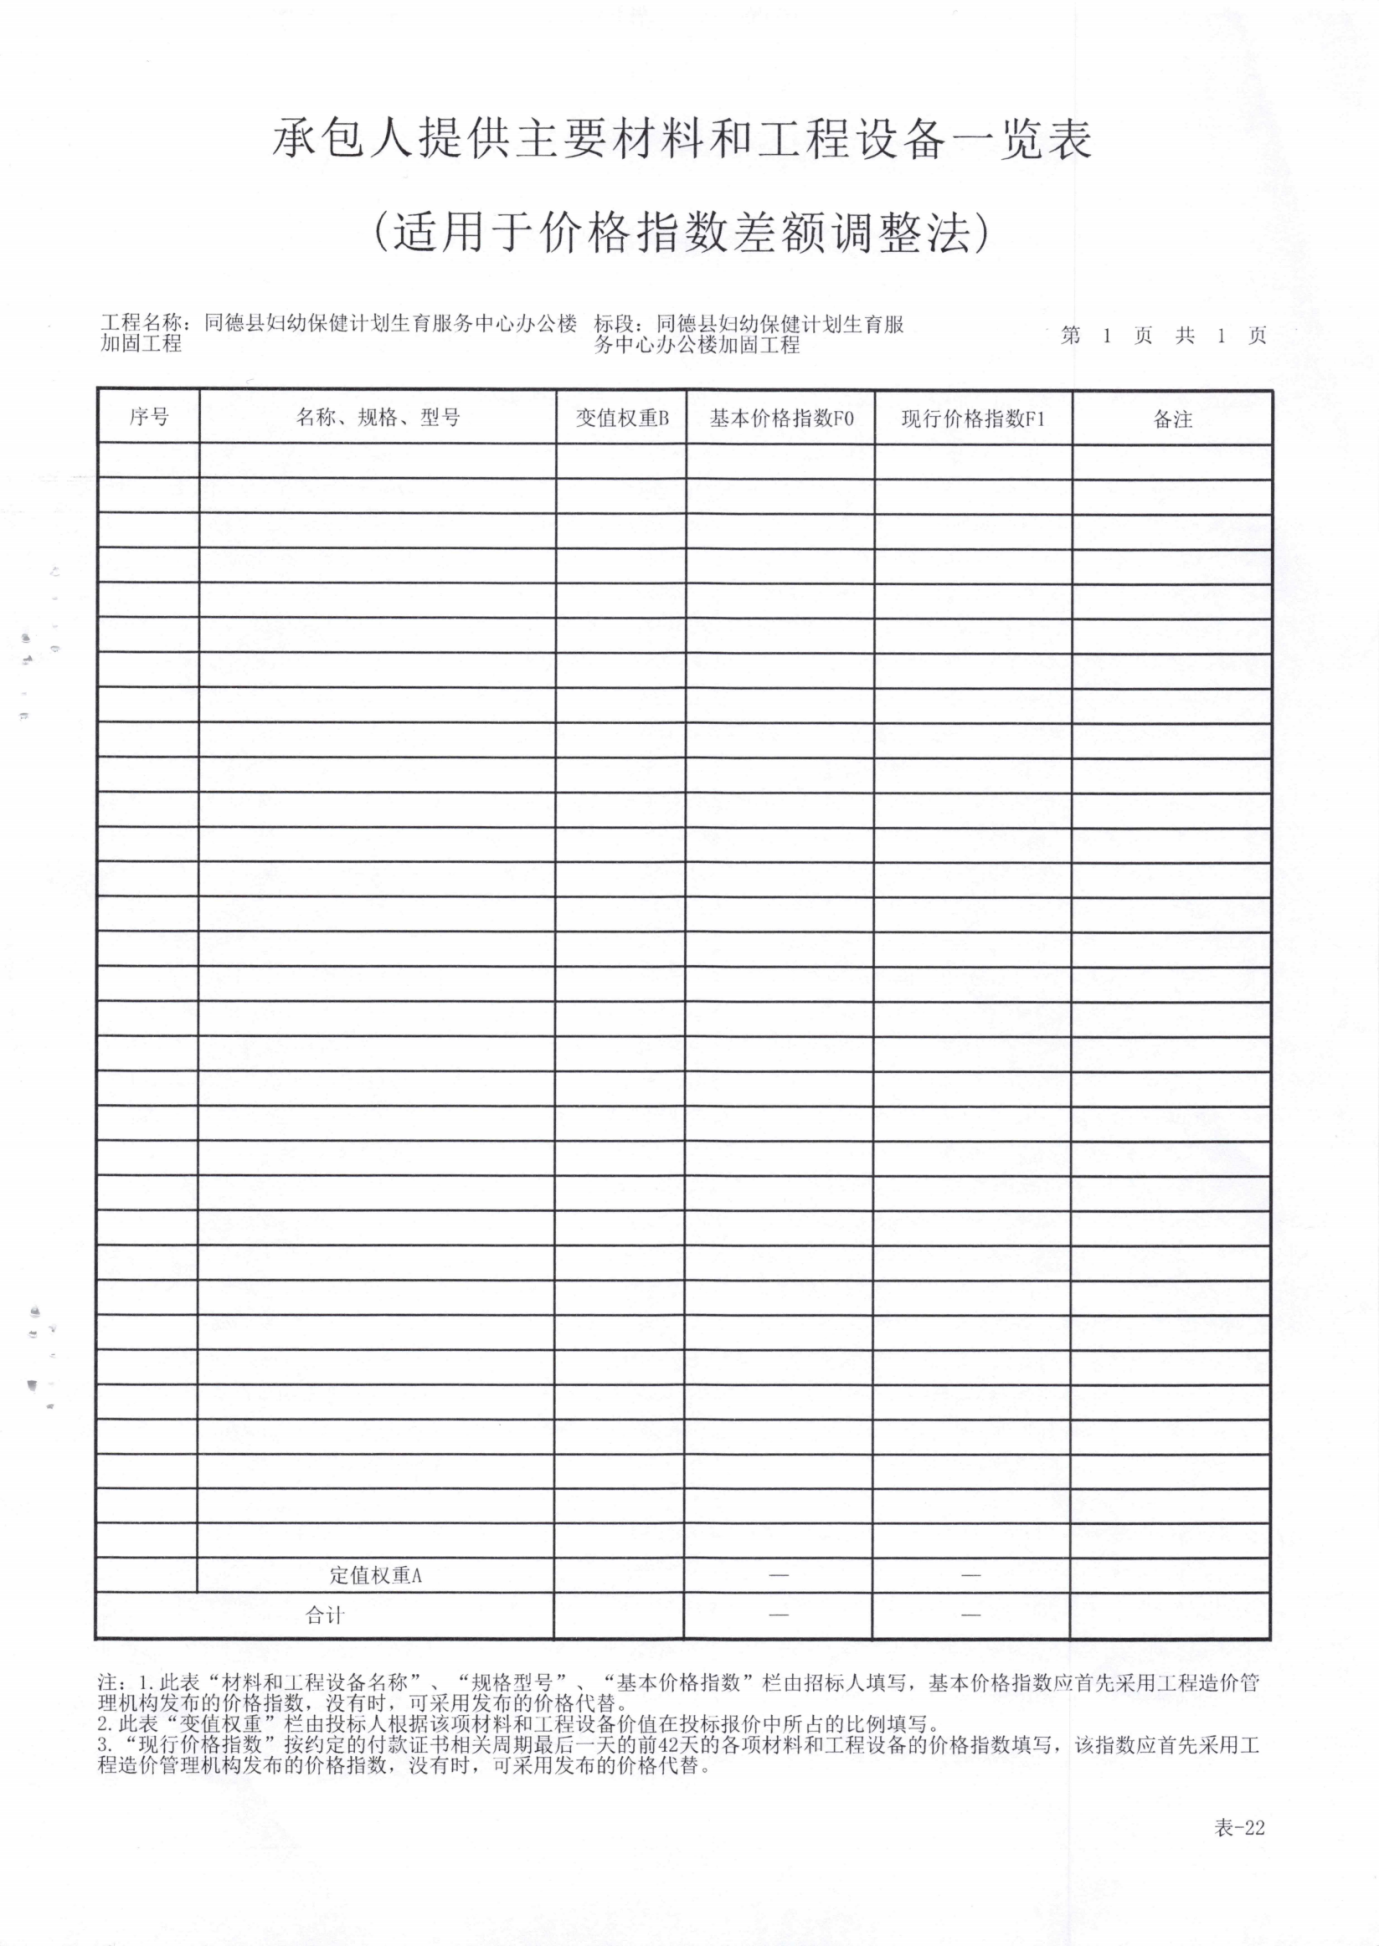 承包人提供主要材料和工程设备一览表
(适用于价格指数差额调整法)
工程名称：同德县妇幼保健计划生育服务中心办公楼
加固工程
标段：同德县妇幼保健计划生育服
务中心办公楼加固工程
第 1 页 共 1 页
序号 名称、规格、型号 变值权重B 基本价格指数F0 现行价格指数F1 备注
定值权重A — —
合计 — —
注：1.此表“材料和工程设备名称”、“规格型号”、“基本价格指数”栏由招标人填写，基本价格指数应首先采用工程造价管
理机构发布的价格指数，没有时，可采用发布的价格代替。
2.此表“变值权重”栏由投标人根据该项材料和工程设备价值在投标报价中所占的比例填写。
3.“现行价格指数”按约定的付款证书相关周期最后一天的前42天的各项材料和工程设备的价格指数填写，该指数应首先采用工
程造价管理机构发布的价格指数，没有时，可采用发布的价格代替。
表-22